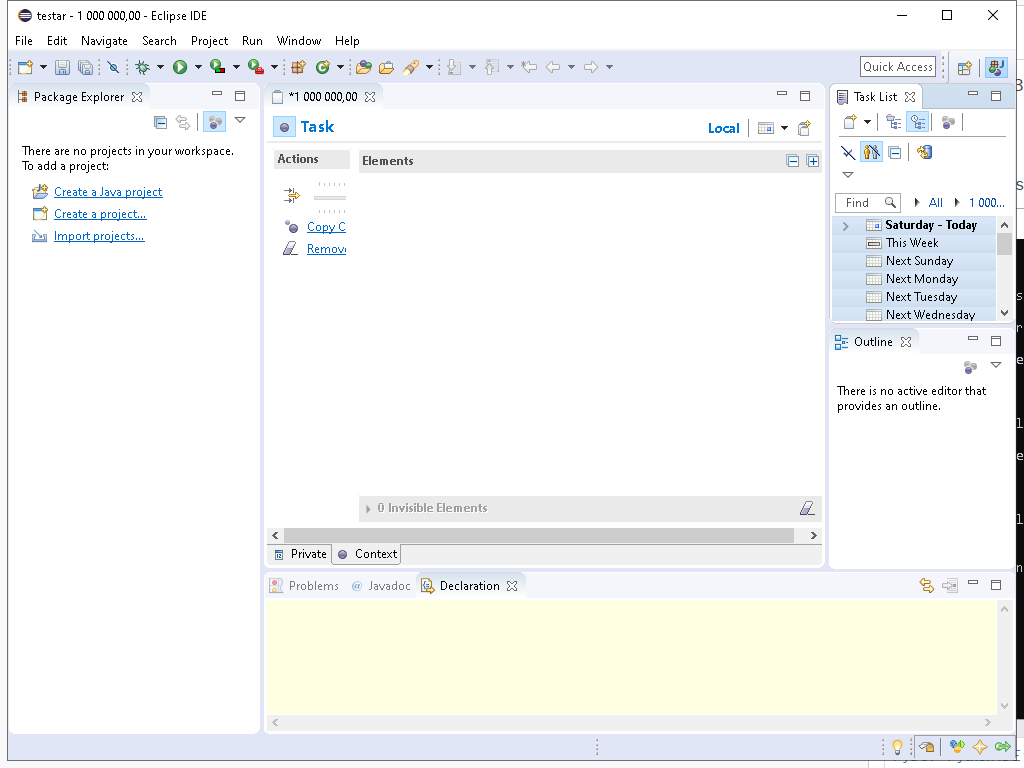 testar - 1 000 000,00 - Eclipse IDE
File Edit Navigate Search Project Run Window Help
Quick Access
Package Explorer
There are no projects in your workspace.
To add a project:
Create a Java project
Create a project...
Import projects...
*1 000 000,00
Task
Local
Actions
Elements
Copy C
Remove
0 Invisible Elements
Private Context
Task List
Find
All
1 000...
Saturday - Today
This Week
Next Sunday
Next Monday
Next Tuesday
Next Wednesday
Outline
There is no active editor that
provides an outline.
Problems @ Javadoc Declaration